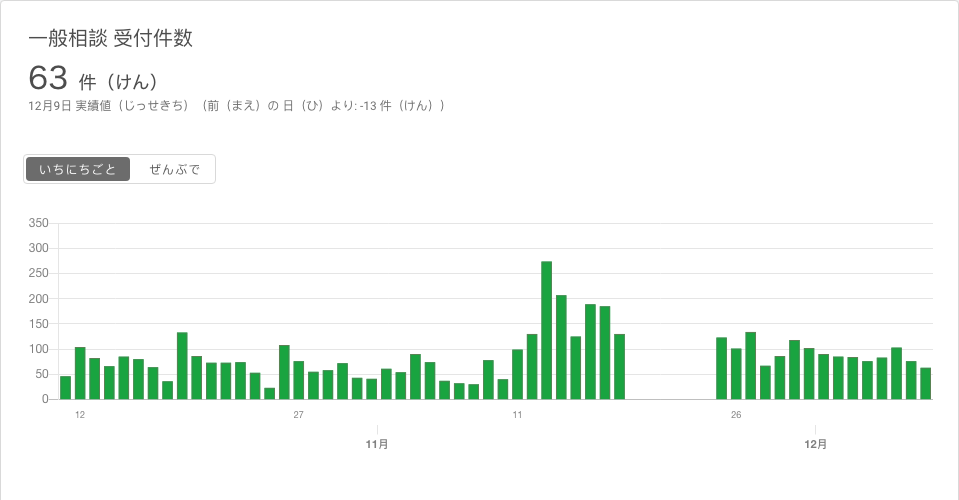 一般相談 受付件数
63 件（けん）
12月9日 実績値（じっせきち）（前（まえ）の 日（ひ）より: -13 件（けん））
いちにちごと ぜんぶで
350
300
250
200
150
100
50
0
12 27 11 26
11月 12月